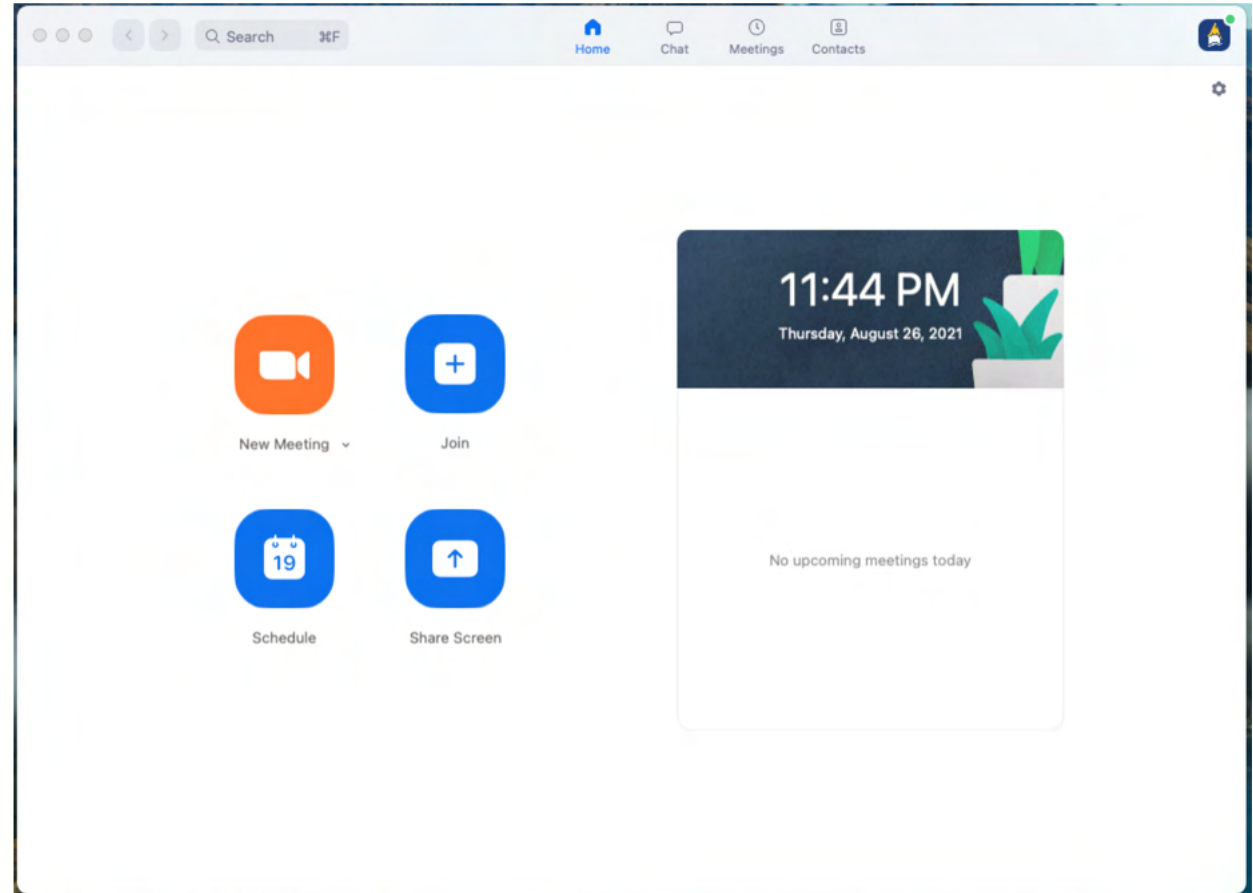 Search ⌘F
Home
Chat
Meetings
Contacts
11:44 PM
Thursday, August 26, 2021
New Meeting
Join
19
Schedule
Share Screen
No upcoming meetings today